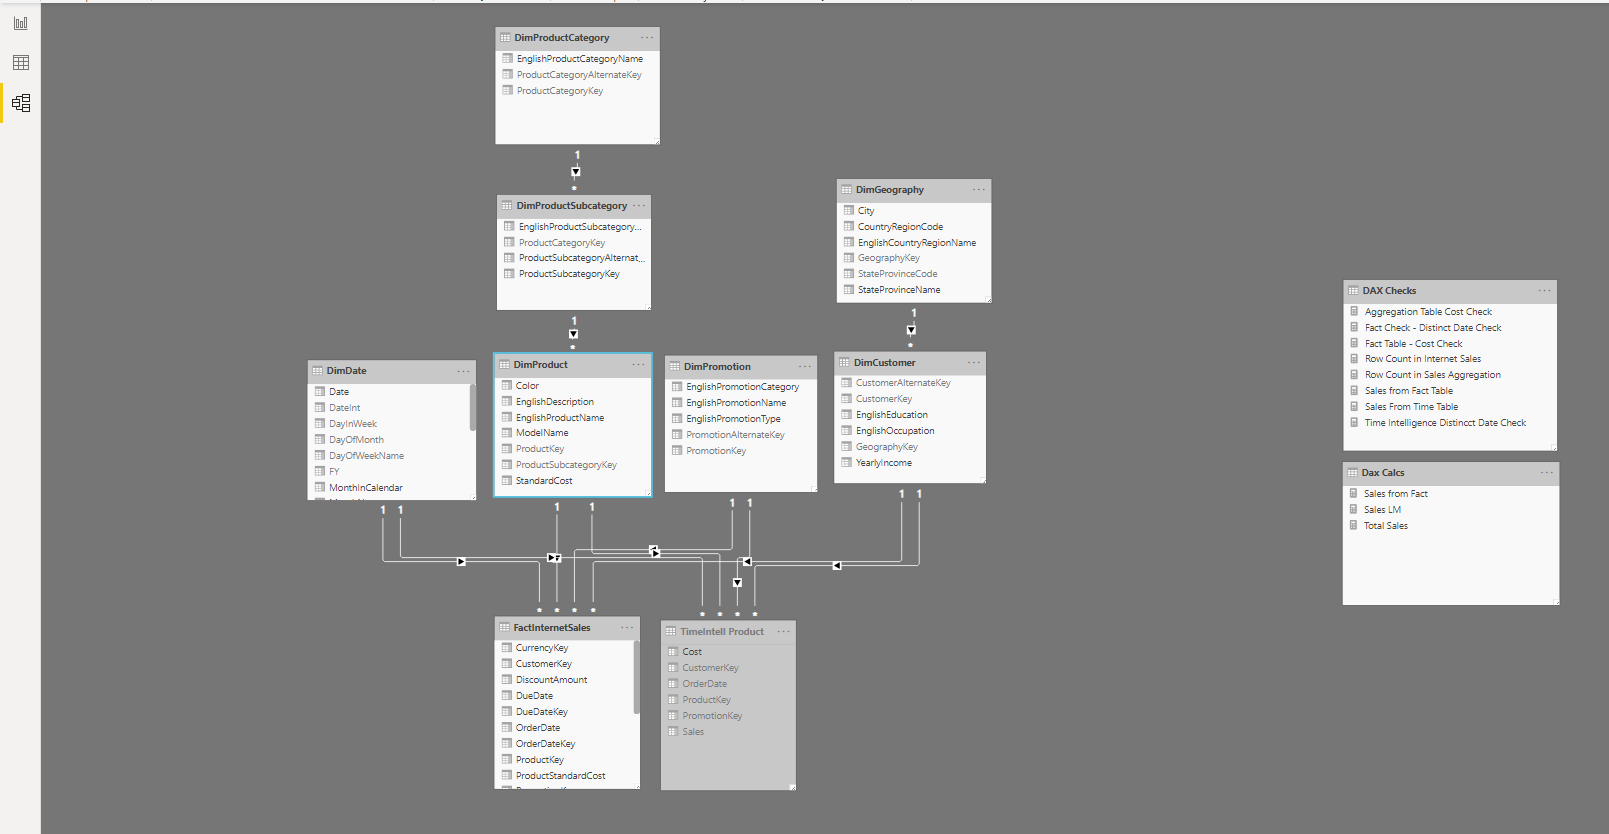 DimProductCategory
EnglishProductCategoryName
ProductCategoryAlternateKey
ProductCategoryKey
1
*
DimProductSubcategory
EnglishProductSubcategory...
ProductCategoryKey
ProductSubcategoryAlternat...
ProductSubcategoryKey
1
*
DimGeography
City
CountryRegionCode
EnglishCountryRegionName
GeographyKey
StateProvinceCode
StateProvinceName
1
*
DimDate
Date
DateInt
DayInWeek
DayOfMonth
DayOfWeekName
FY
MonthInCalendar
1 1
DimProduct
Color
EnglishDescription
EnglishProductName
ModelName
ProductKey
ProductSubcategoryKey
StandardCost
1 1
DimPromotion
EnglishPromotionCategory
EnglishPromotionName
EnglishPromotionType
PromotionAlternateKey
PromotionKey
1 1
DimCustomer
CustomerAlternateKey
CustomerKey
EnglishEducation
EnglishOccupation
GeographyKey
YearlyIncome
1 1
* * * *
* * * *
FactInternetSales
CurrencyKey
CustomerKey
DiscountAmount
DueDate
DueDateKey
OrderDate
OrderDateKey
ProductKey
ProductStandardCost
TimeIntell Product
Cost
CustomerKey
OrderDate
ProductKey
PromotionKey
Sales
DAX Checks
Aggregation Table Cost Check
Fact Check - Distinct Date Check
Fact Table - Cost Check
Row Count in Internet Sales
Row Count in Sales Aggregation
Sales from Fact Table
Sales From Time Table
Time Intelligence Distincct Date Check
Dax Calcs
Sales from Fact
Sales LM
Total Sales